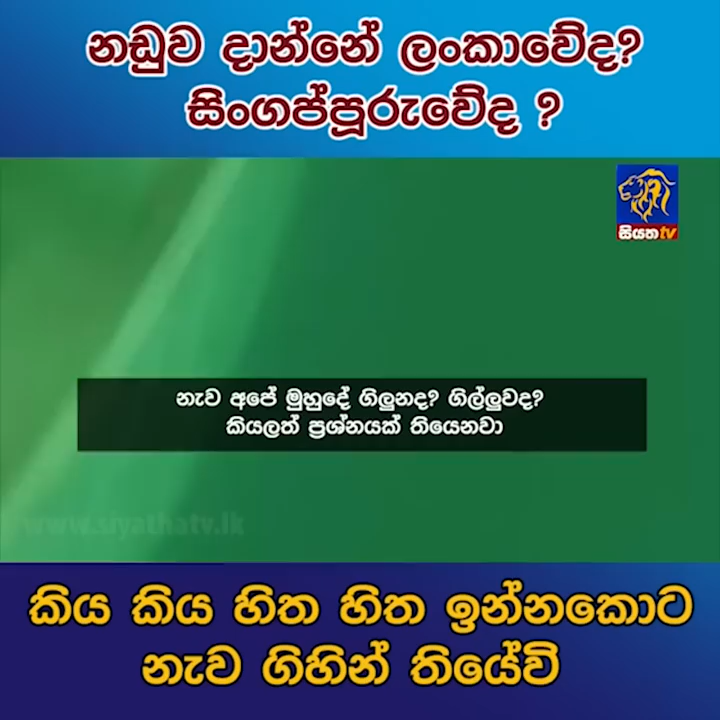 නඩුව දාන්නේ ලංකාවේද?
සිංගප්පූරුවේද ?
සියත tv
නැව අපේ මුහුදේ ගිලුනද? ගිල්ලුවද?
කියලත් ප්‍රශ්නයක් තියෙනවා
www.siyathatv.lk
කිය කිය හිත හිත ඉන්නකොට
නැව ගිහින් තියේවි